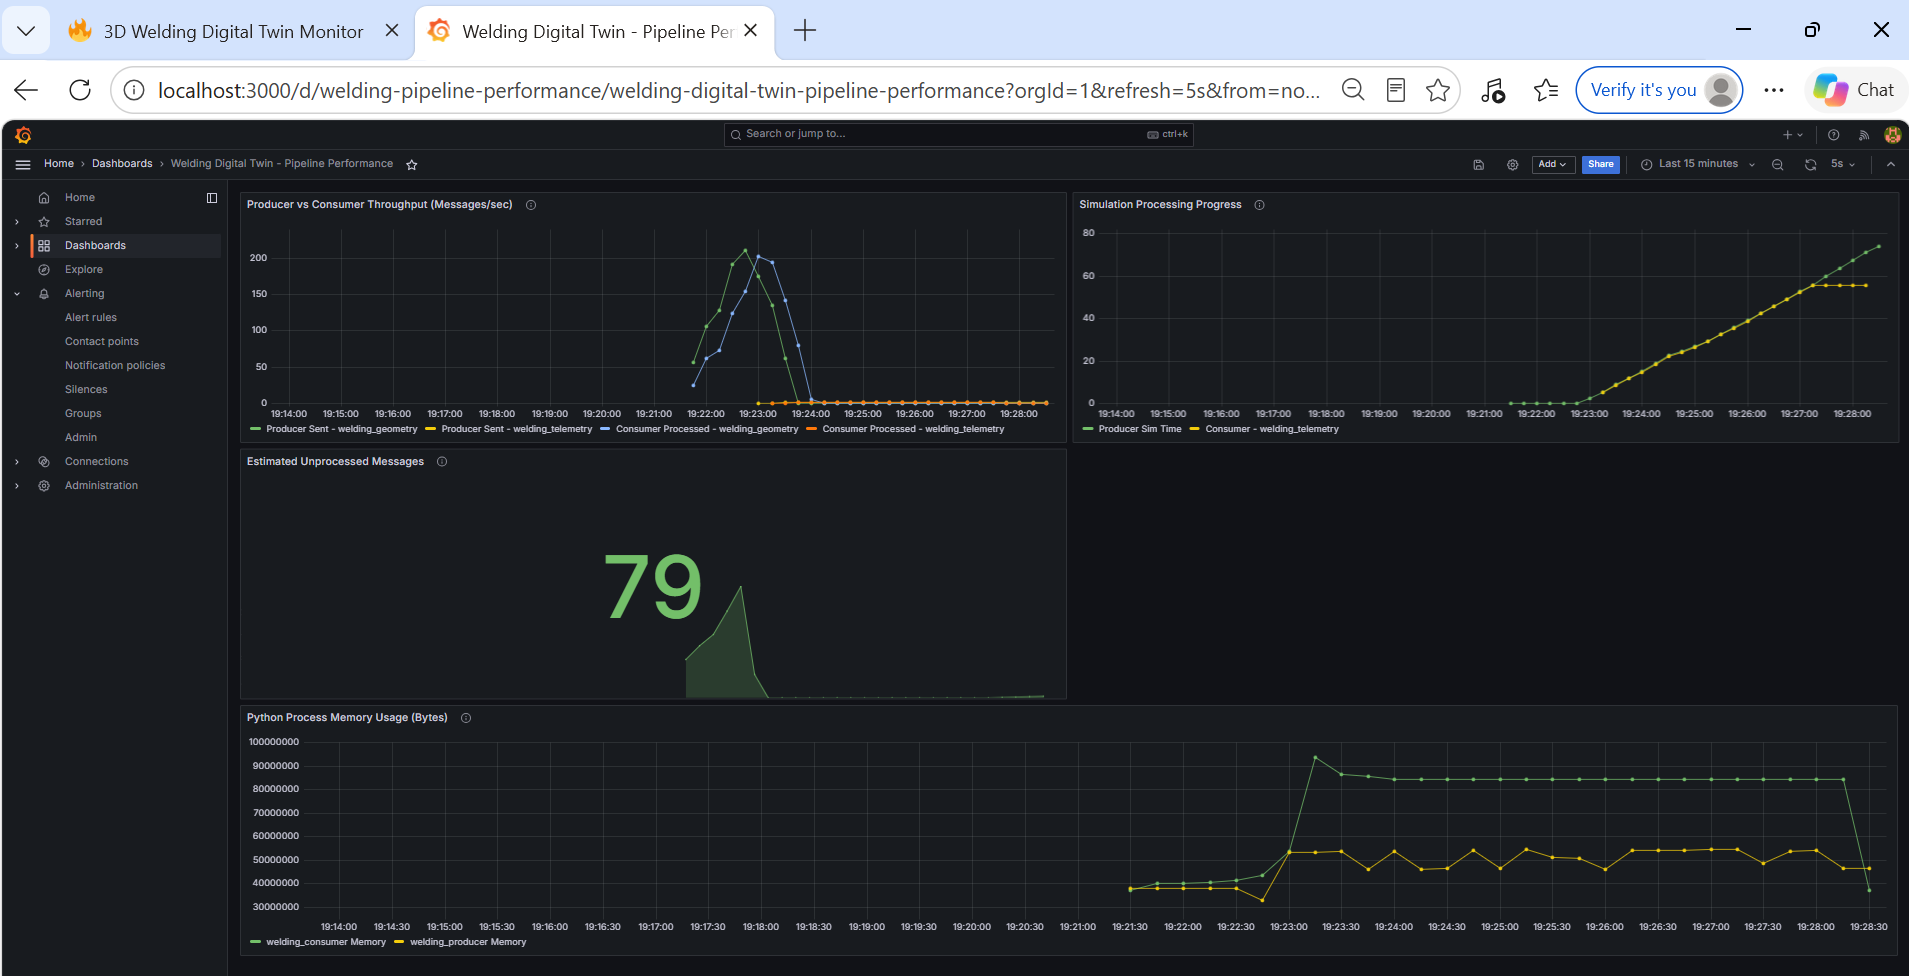 3D Welding Digital Twin Monitor
Welding Digital Twin - Pipeline Per
localhost:3000/d/welding-pipeline-performance/welding-digital-twin-pipeline-performance?orgId=1&refresh=5s&from=no...
Verify it's you
Chat
Search or jump to...
ctrl+k
Home › Dashboards › Welding Digital Twin - Pipeline Performance
Add
Share
Last 15 minutes
5s
Home
Starred
Dashboards
Explore
Alerting
Alert rules
Contact points
Notification policies
Silences
Groups
Admin
Connections
Administration
Producer vs Consumer Throughput (Messages/sec)
200
150
100
50
0
19:14:00 19:15:00 19:16:00 19:17:00 19:18:00 19:19:00 19:20:00 19:21:00 19:22:00 19:23:00 19:24:00 19:25:00 19:26:00 19:27:00 19:28:00
Producer Sent - welding_geometry Producer Sent - welding_telemetry Consumer Processed - welding_geometry Consumer Processed - welding_telemetry
Simulation Processing Progress
80
60
40
20
0
19:14:00 19:15:00 19:16:00 19:17:00 19:18:00 19:19:00 19:20:00 19:21:00 19:22:00 19:23:00 19:24:00 19:25:00 19:26:00 19:27:00 19:28:00
Producer Sim Time Consumer - welding_telemetry
Estimated Unprocessed Messages
79
Python Process Memory Usage (Bytes)
100000000
90000000
80000000
70000000
60000000
50000000
40000000
30000000
19:14:00 19:14:30 19:15:00 19:15:30 19:16:00 19:16:30 19:17:00 19:17:30 19:18:00 19:18:30 19:19:00 19:19:30 19:20:00 19:20:30 19:21:00 19:21:30 19:22:00 19:22:30 19:23:00 19:23:30 19:24:00 19:24:30 19:25:00 19:25:30 19:26:00 19:26:30 19:27:00 19:27:30 19:28:00 19:28:30
welding_consumer Memory welding_producer Memory